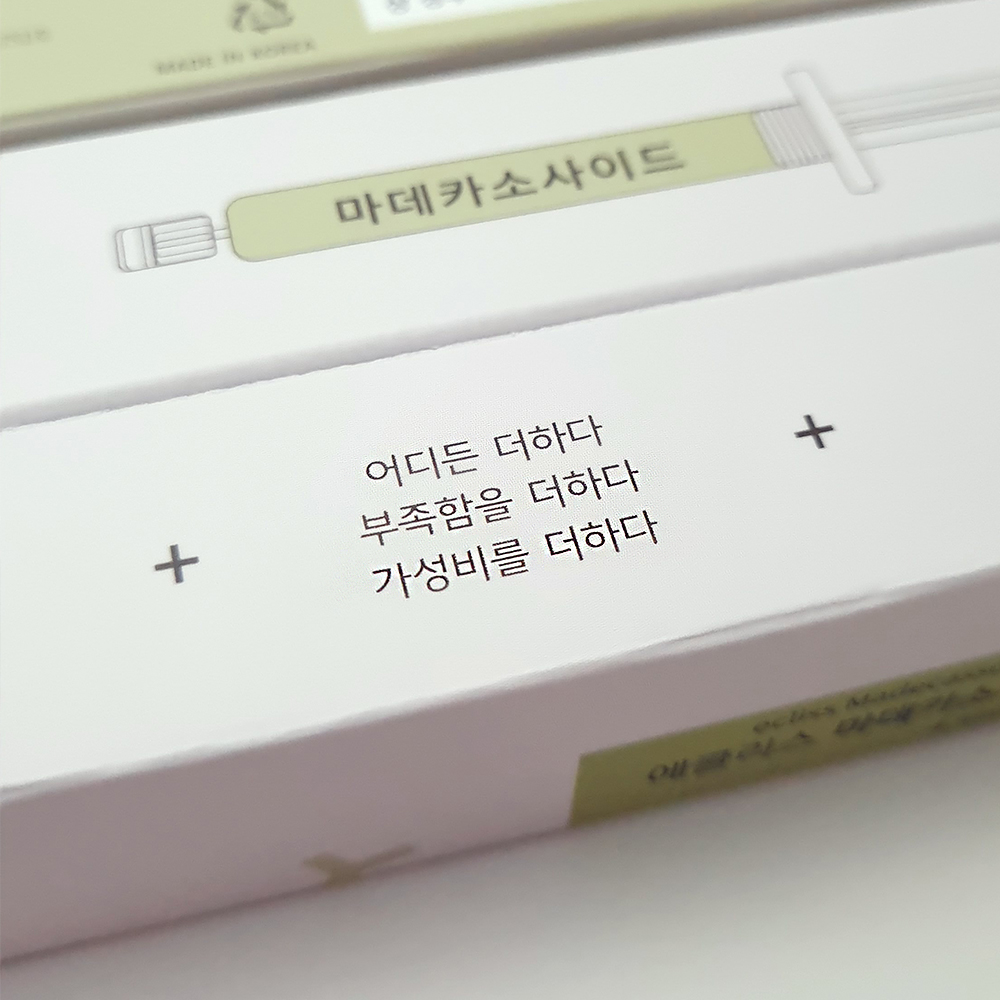 MADE IN KOREA
마데카소사이드
어디든 더하다
부족함을 더하다
가성비를 더하다
+
+